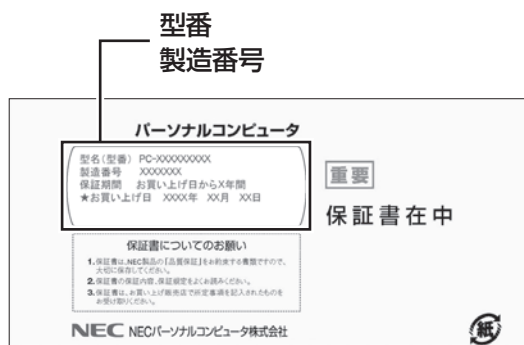 型番
製造番号
パーソナルコンピュータ
型名(型番) PC-XXXXXXXXX
製造番号 XXXXXXX
保証期間 お買い上げ日からX年間
★お買い上げ日 XXXX年 XX月 XX日
重要
保証書在中
保証書についてのお願い
1.保証書は、NEC製品の『品質保証』をお約束する書類ですので、
大切に保存してください。
2.保証書の保証内容、保証規定をよくお読みください。
3.保証書は、お買い上げ販売店で所定事項を記入されたものを
お受け取りください。
NEC NECパーソナルコンピュータ株式会社
紙